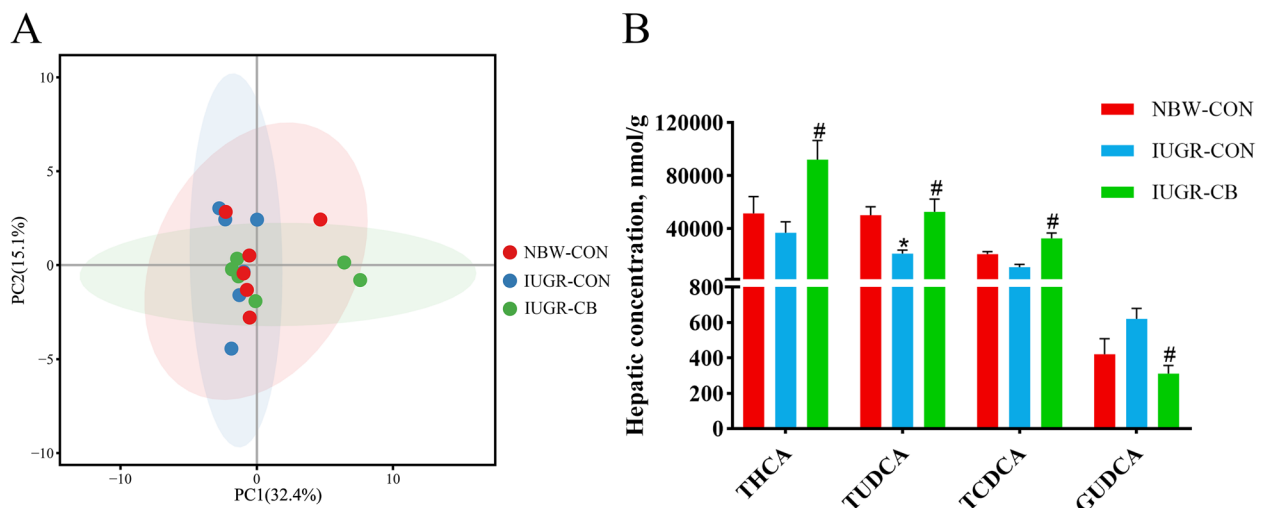 A
10
5
0
−5
−10
PC2(15.1%)
−10
0
10
PC1(32.4%)
NBW-CON
IUGR-CON
IUGR-CB
B
Hepatic concentration, nmol/g
120000
80000
40000
800
600
400
200
0
#
*
#
#
#
THCA
TUDCA
TCDCA
GUDCA
NBW-CON
IUGR-CON
IUGR-CB